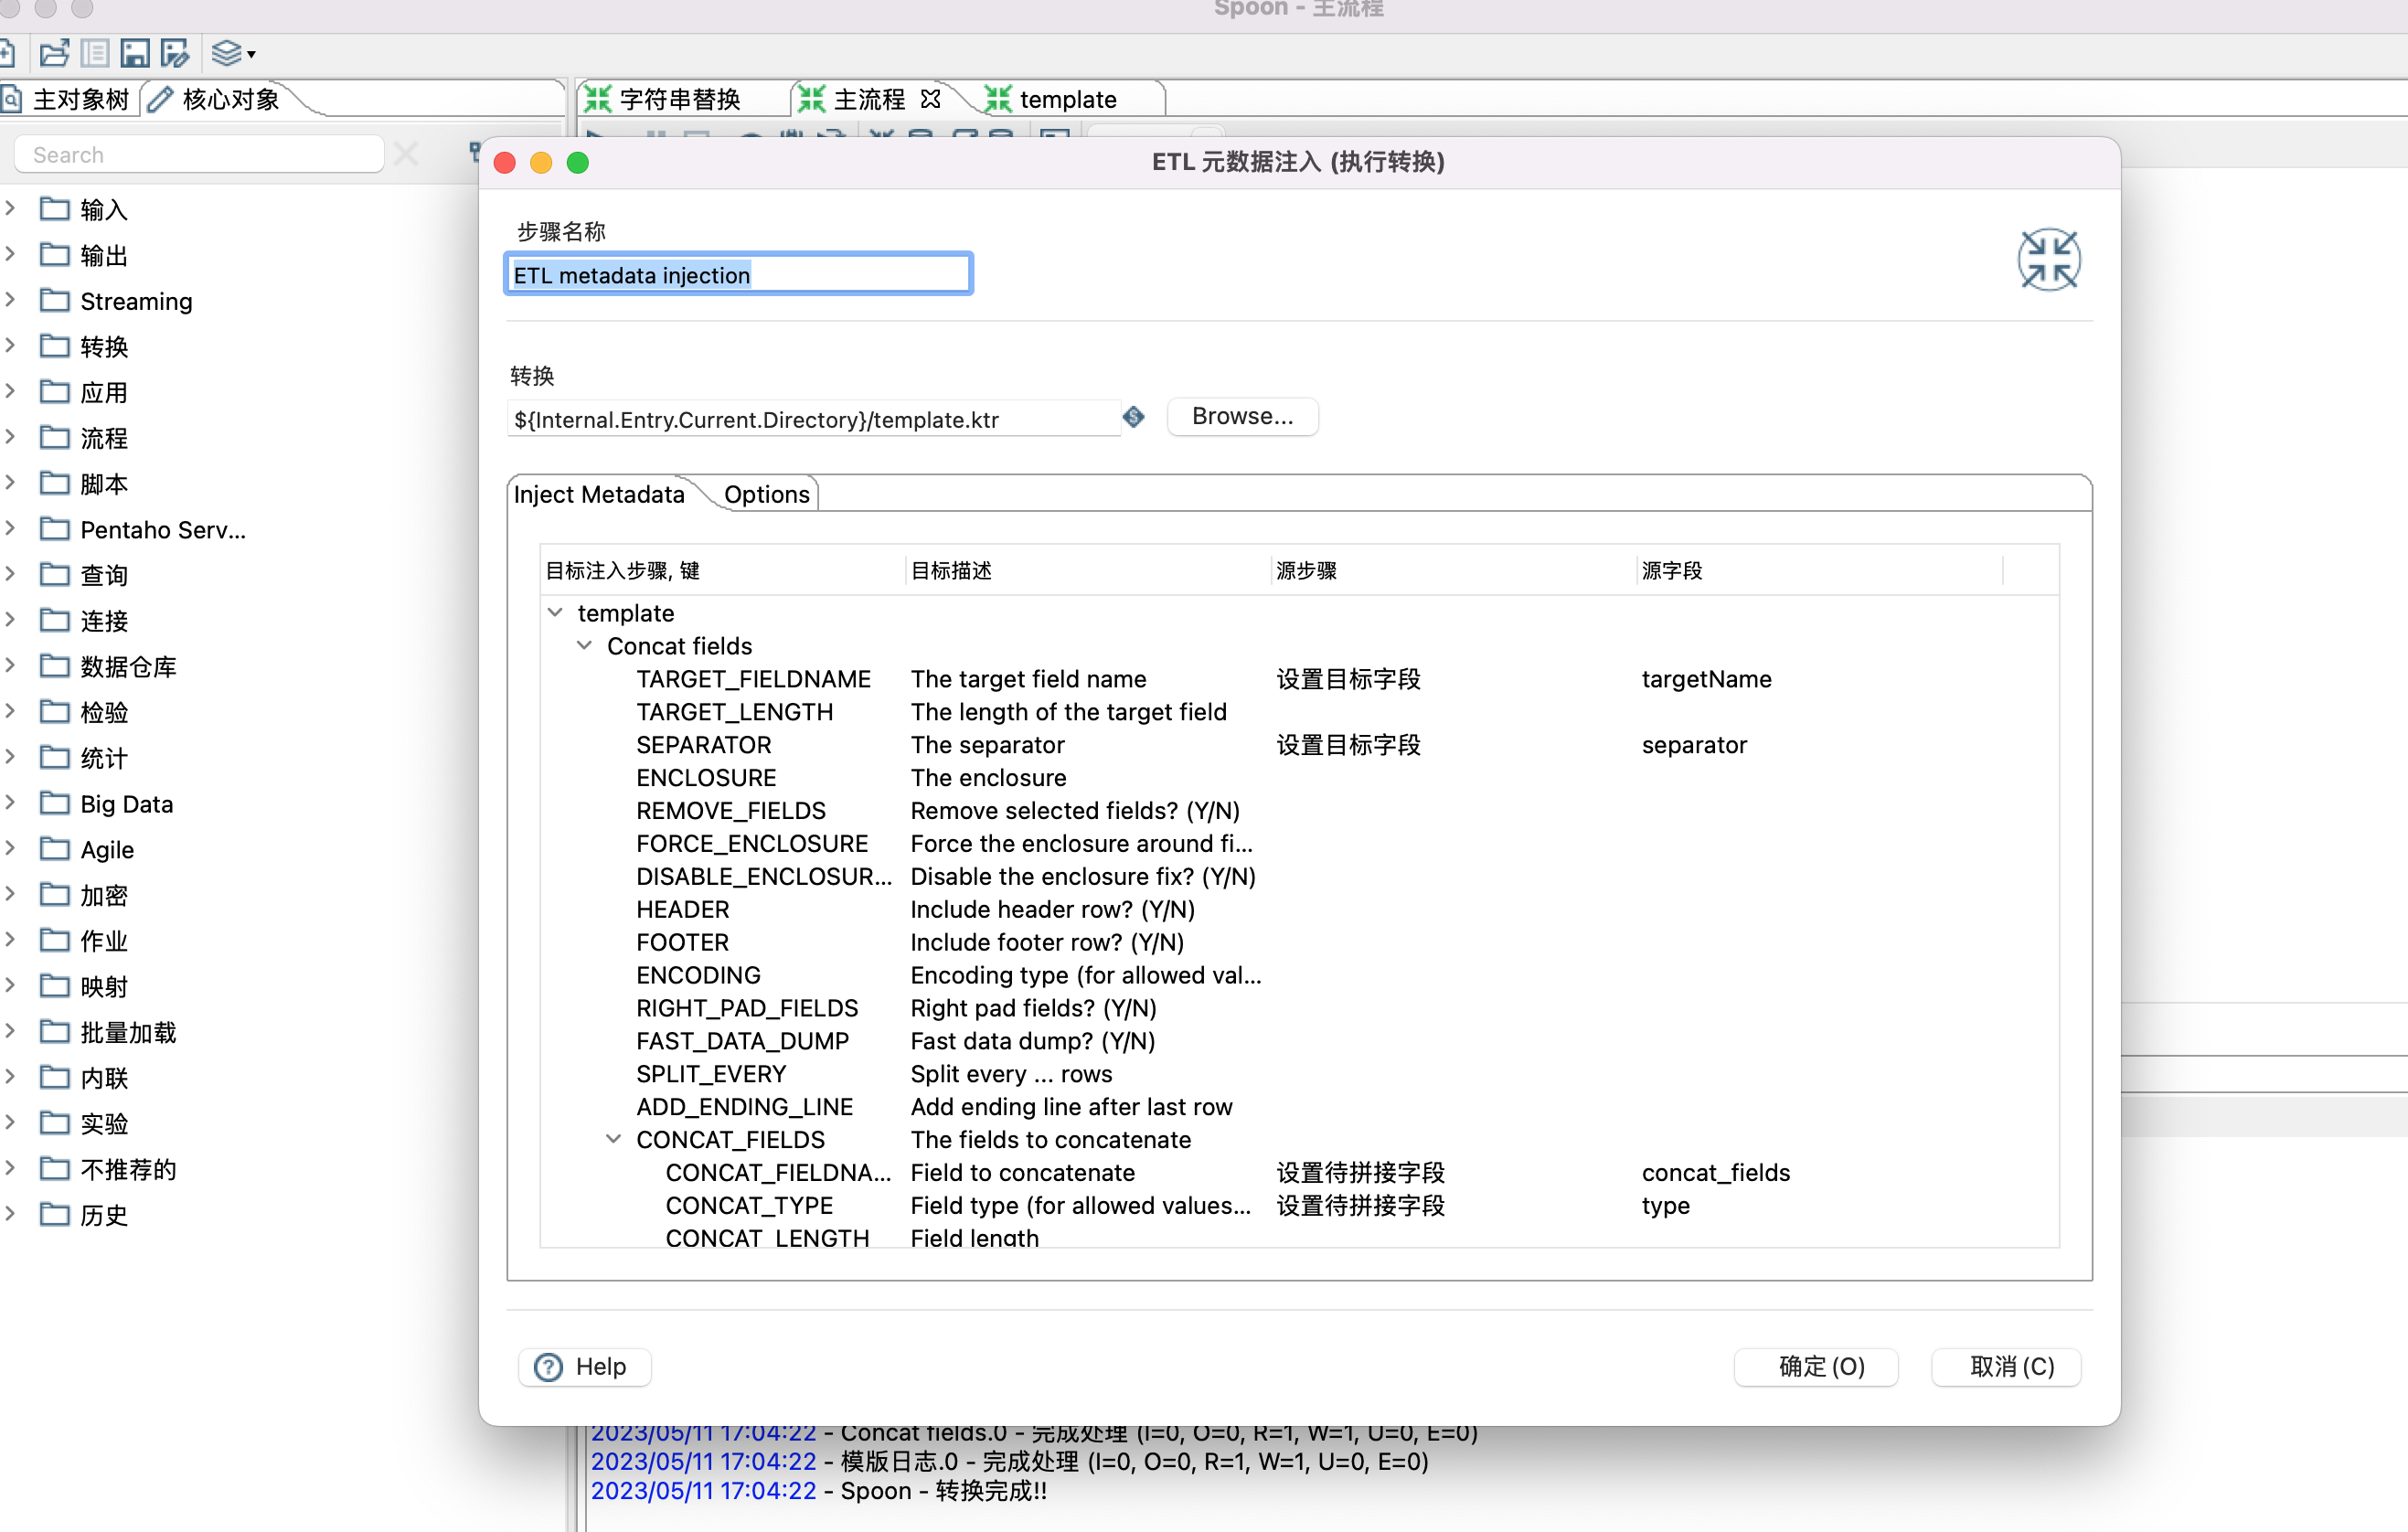 Spoon - 主流程
主对象树
核心对象
字符串替换
主流程
template
Search
输入
输出
Streaming
转换
应用
流程
脚本
Pentaho Serv...
查询
连接
数据仓库
检验
统计
Big Data
Agile
加密
作业
映射
批量加载
内联
实验
不推荐的
历史
ETL 元数据注入 (执行转换)
步骤名称
ETL metadata injection
转换
${Internal.Entry.Current.Directory}/template.ktr
Browse...
Inject Metadata
Options
目标注入步骤, 键 目标描述 源步骤 源字段
template
Concat fields
TARGET_FIELDNAME The target field name 设置目标字段 targetName
TARGET_LENGTH The length of the target field
SEPARATOR The separator 设置目标字段 separator
ENCLOSURE The enclosure
REMOVE_FIELDS Remove selected fields? (Y/N)
FORCE_ENCLOSURE Force the enclosure around fi...
DISABLE_ENCLOSUR... Disable the enclosure fix? (Y/N)
HEADER Include header row? (Y/N)
FOOTER Include footer row? (Y/N)
ENCODING Encoding type (for allowed val...
RIGHT_PAD_FIELDS Right pad fields? (Y/N)
FAST_DATA_DUMP Fast data dump? (Y/N)
SPLIT_EVERY Split every ... rows
ADD_ENDING_LINE Add ending line after last row
CONCAT_FIELDS The fields to concatenate
CONCAT_FIELDNA... Field to concatenate 设置待拼接字段 concat_fields
CONCAT_TYPE Field type (for allowed values... 设置待拼接字段 type
CONCAT_LENGTH Field length
Help
确定 (O)
取消 (C)
2023/05/11 17:04:22 - Concat fields.0 - 完成处理 (I=0, O=0, R=1, W=1, U=0, E=0)
2023/05/11 17:04:22 - 模版日志.0 - 完成处理 (I=0, O=0, R=1, W=1, U=0, E=0)
2023/05/11 17:04:22 - Spoon - 转换完成!!